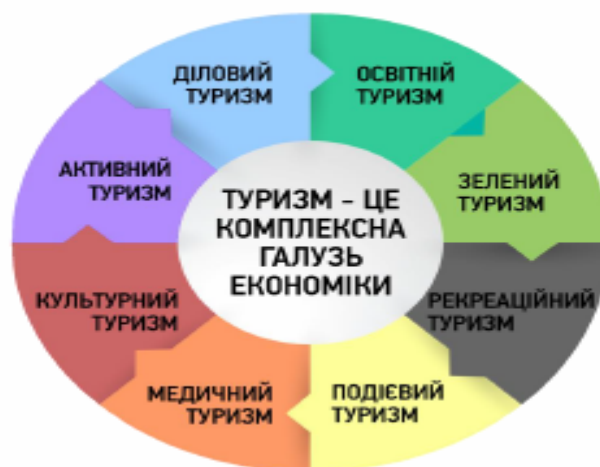 ДІЛОВИЙ
ТУРИЗМ
ОСВІТНІЙ
ТУРИЗМ
ЗЕЛЕНИЙ
ТУРИЗМ
РЕКРЕАЦІЙНИЙ
ТУРИЗМ
ПОДІЄВИЙ
ТУРИЗМ
МЕДИЧНИЙ
ТУРИЗМ
КУЛЬТУРНИЙ
ТУРИЗМ
АКТИВНИЙ
ТУРИЗМ
ТУРИЗМ – ЦЕ
КОМПЛЕКСНА
ГАЛУЗЬ
ЕКОНОМІКИ